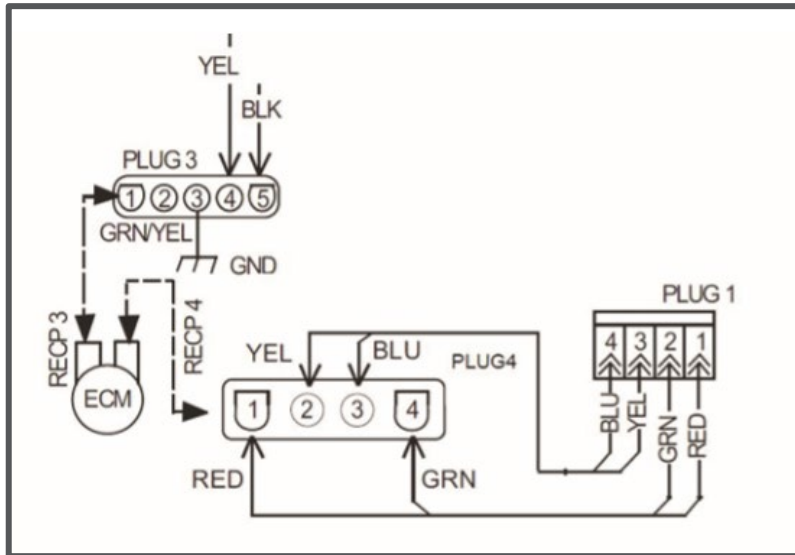 YEL
BLK
PLUG 3
1 2 3 4 5
GRN/YEL
GND
RECP 3
RECP 4
ECM
PLUG 1
4 3 2 1
BLU YEL GRN RED
YEL BLU PLUG4
1 2 3 4
RED GRN